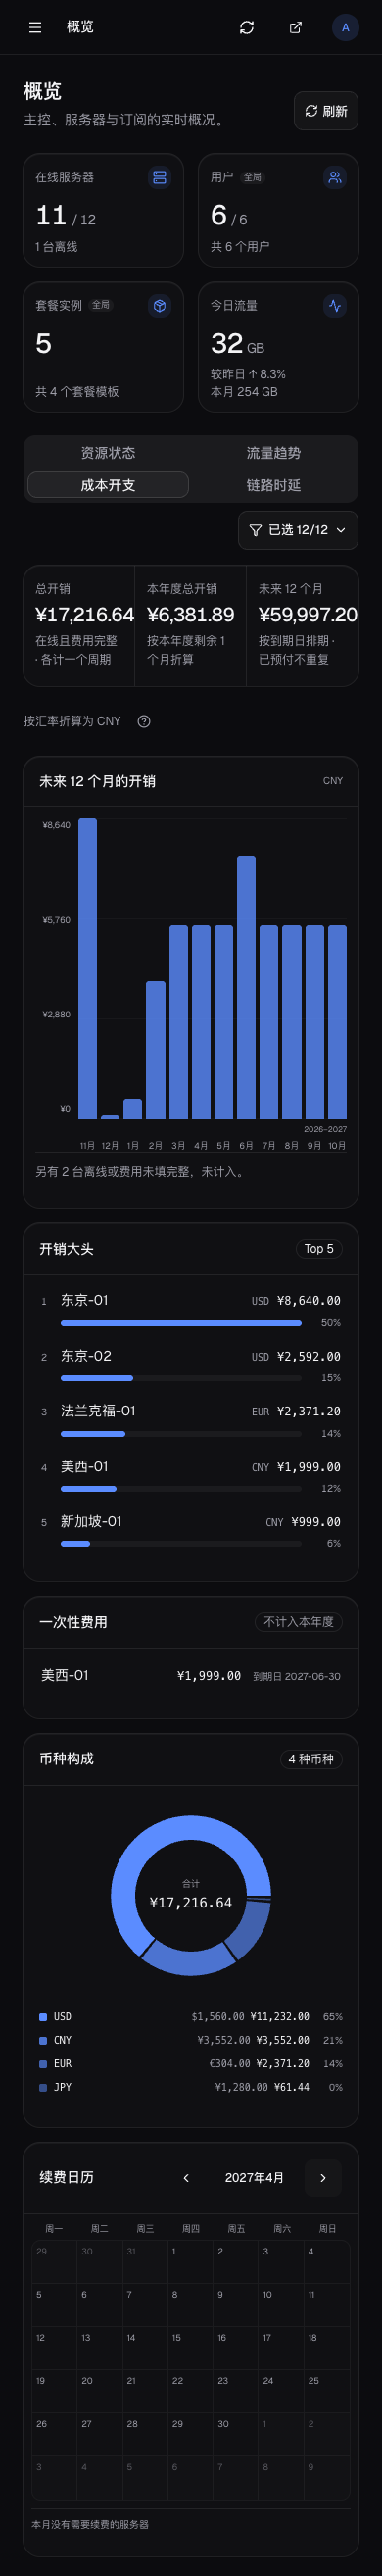 概览
A
概览
主控、服务器与订阅的实时概况。
刷新
在线服务器
11 / 12
1 台离线
用户 全局
6 / 6
共 6 个用户
套餐实例 全局
5
共 4 个套餐模板
今日流量
32 GB
较昨日 ↑ 8.3%
本月 254 GB
资源状态
流量趋势
成本开支
链路时延
已选 12/12
总开销
¥17,216.64
在线且费用完整
· 各计一个周期
本年度总开销
¥6,381.89
按本年度剩余 1
个月折算
未来 12 个月
¥59,997.20
按到期日排期 ·
已预付不重复
按汇率折算为 CNY
未来 12 个月的开销
CNY
¥8,640
¥5,760
¥2,880
¥0
2026–2027
11月 12月 1月 2月 3月 4月 5月 6月 7月 8月 9月 10月
另有 2 台离线或费用未填完整，未计入。
开销大头
Top 5
1 东京-01 USD ¥8,640.00
50%
2 东京-02 USD ¥2,592.00
15%
3 法兰克福-01 EUR ¥2,371.20
14%
4 美西-01 CNY ¥1,999.00
12%
5 新加坡-01 CNY ¥999.00
6%
一次性费用
不计入本年度
美西-01 ¥1,999.00 到期日 2027-06-30
币种构成
4 种币种
合计
¥17,216.64
USD $1,560.00 ¥11,232.00 65%
CNY ¥3,552.00 ¥3,552.00 21%
EUR €304.00 ¥2,371.20 14%
JPY ¥1,280.00 ¥61.44 0%
续费日历
2027年4月
周一 周二 周三 周四 周五 周六 周日
29 30 31 1 2 3 4
5 6 7 8 9 10 11
12 13 14 15 16 17 18
19 20 21 22 23 24 25
26 27 28 29 30 1 2
3 4 5 6 7 8 9
本月没有需要续费的服务器